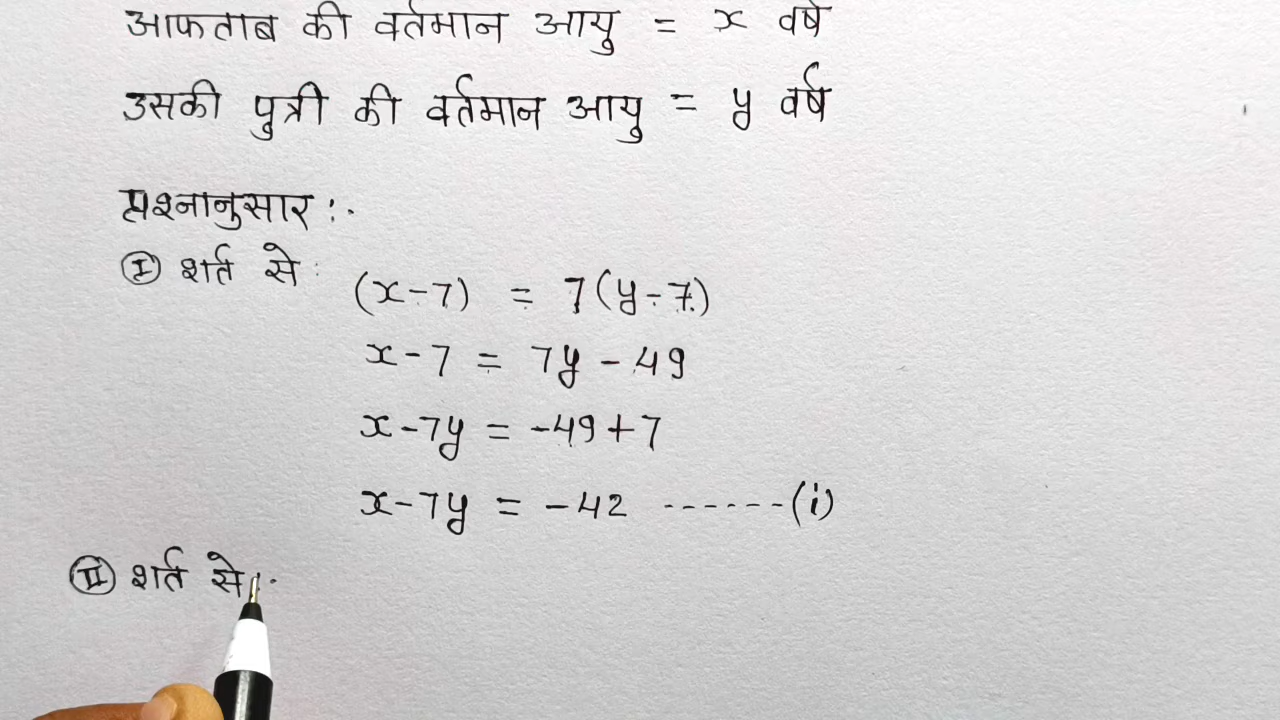 आफताब की वर्तमान आयु = x वर्ष
उसकी पुत्री की वर्तमान आयु = y वर्ष
प्रश्नानुसार :-
(I) शर्त से :
(x-7) = 7(y-7)
x-7 = 7y-49
x-7y = -49+7
x-7y = -42 ------(i)
(II) शर्त से :-